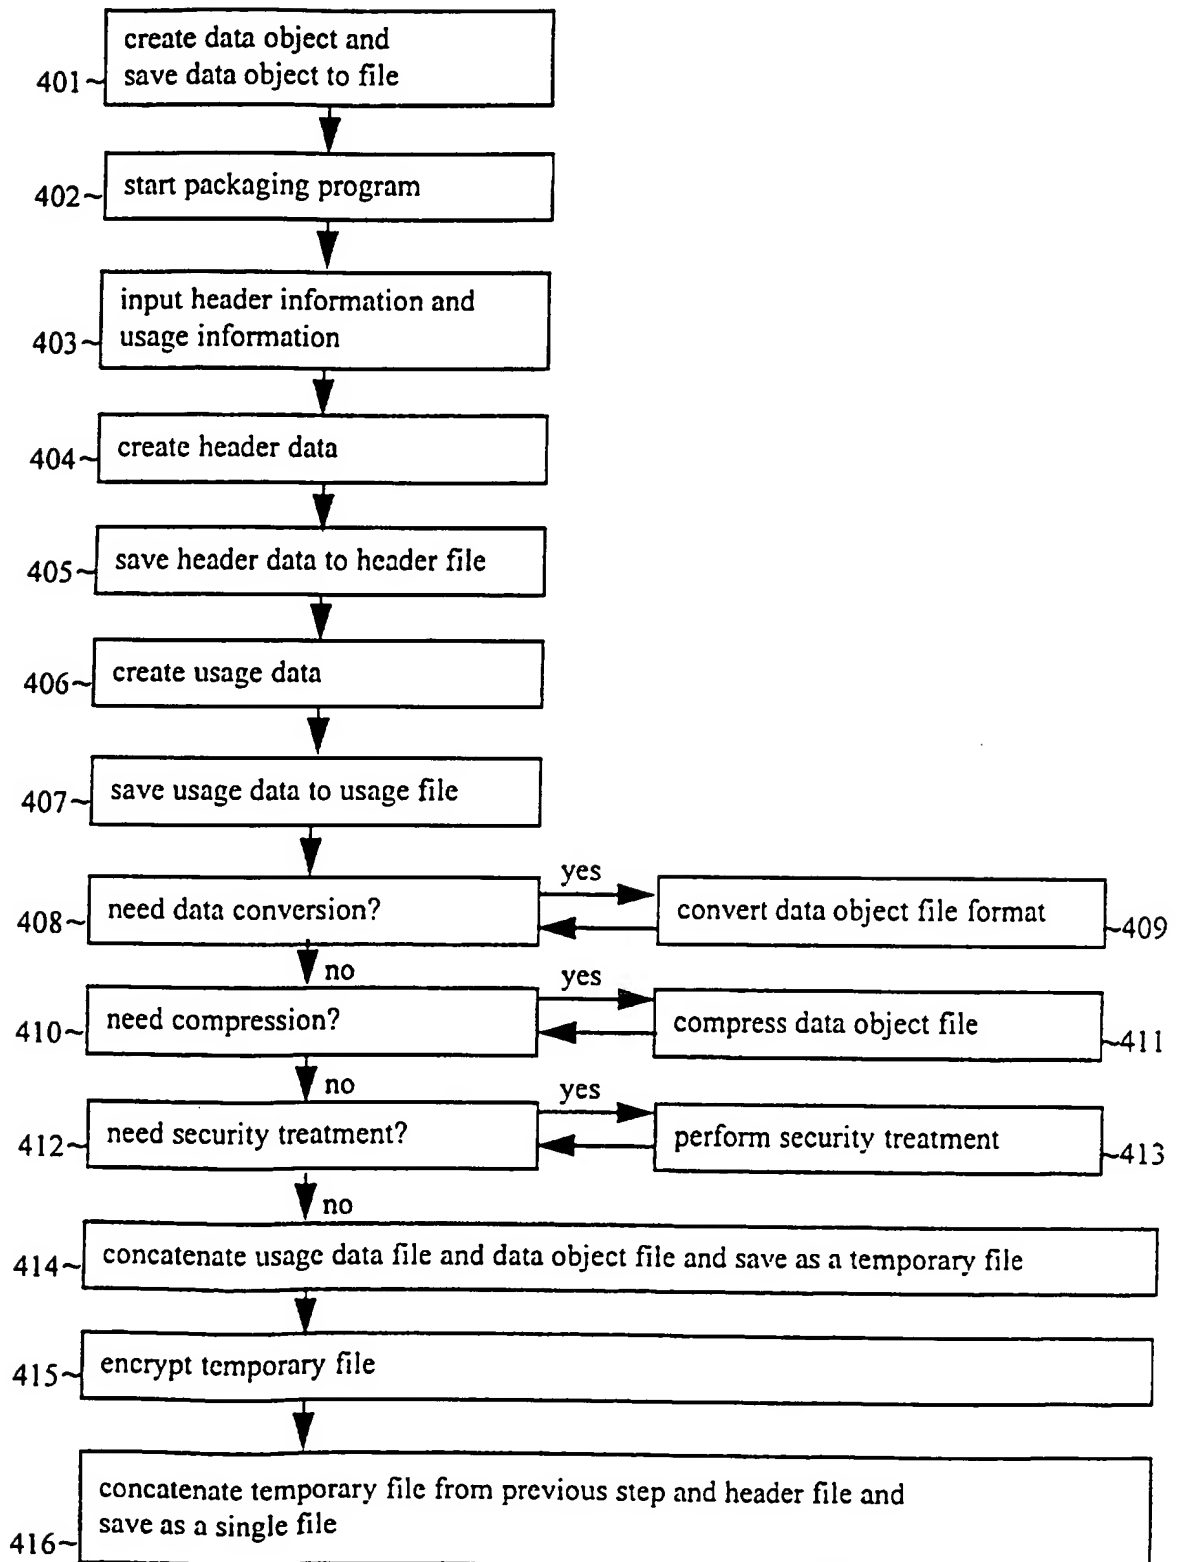 create data object and
save data object to file
401~
start packaging program
402~
input header information and
usage information
403~
create header data
404~
save header data to header file
405~
create usage data
406~
save usage data to usage file
407~
yes
need data conversion?
convert data object file format
408~
~409
no
yes
need compression?
compress data object file
410~
~411
no
yes
need security treatment?
perform security treatment
412~
~413
no
concatenate usage data file and data object file and save as a temporary file
414~
encrypt temporary file
415~
concatenate temporary file from previous step and header file and
save as a single file
416~